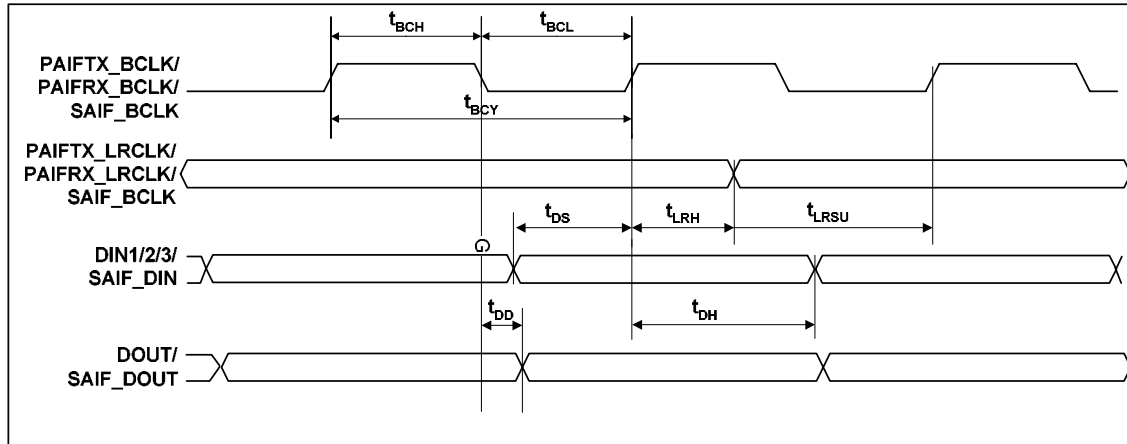 tBCH
tBCL
PAIFTX_BCLK/
PAIFRX_BCLK/
SAIF_BCLK
tBCY
PAIFTX_LRCLK/
PAIFRX_LRCLK/
SAIF_BCLK
tDS
tLRH
tLRSU
G
DIN1/2/3/
SAIF_DIN
tDD
tDH
DOUT/
SAIF_DOUT